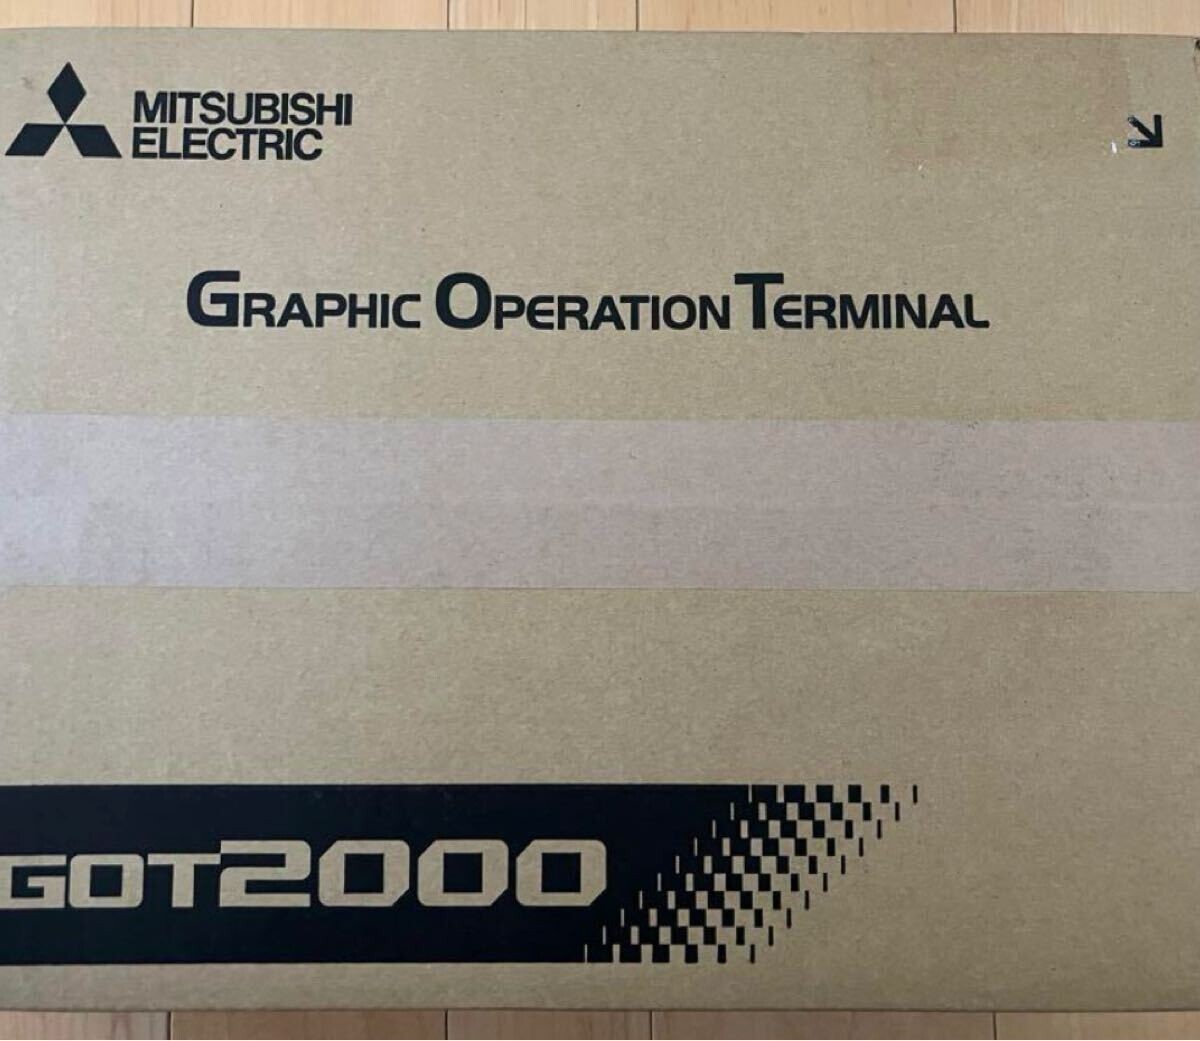 MITSUBISHI
ELECTRIC
GRAPHIC OPERATION TERMINAL
GOT2000